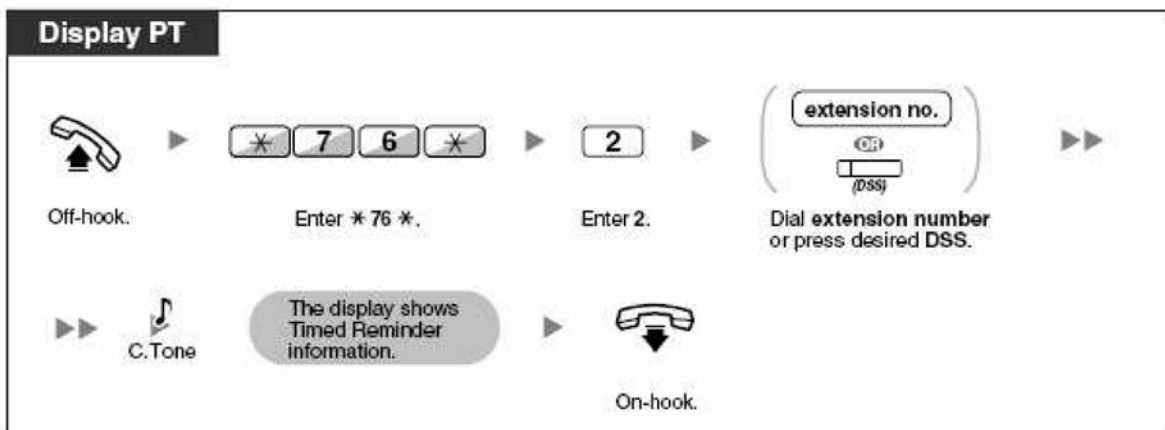 Display PT
* 7 6 *
2
extension no.
OR
(DSS)
Off-hook.
Enter * 76 *.
Enter 2.
Dial extension number
or press desired DSS.
C.Tone
The display shows
Timed Reminder
information.
On-hook.